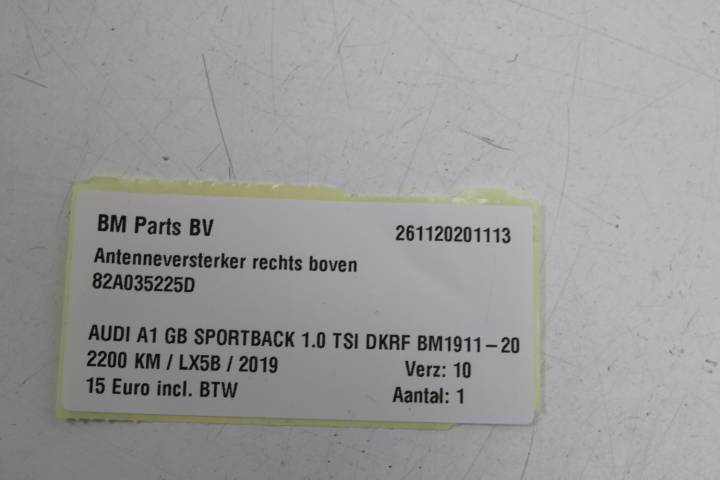 BM Parts BV 261120201113
Antenneversterker rechts boven
82A035225D
AUDI A1 GB SPORTBACK 1.0 TSI DKRF BM1911-20
2200 KM / LX5B / 2019 Verz: 10
15 Euro incl. BTW Aantal: 1